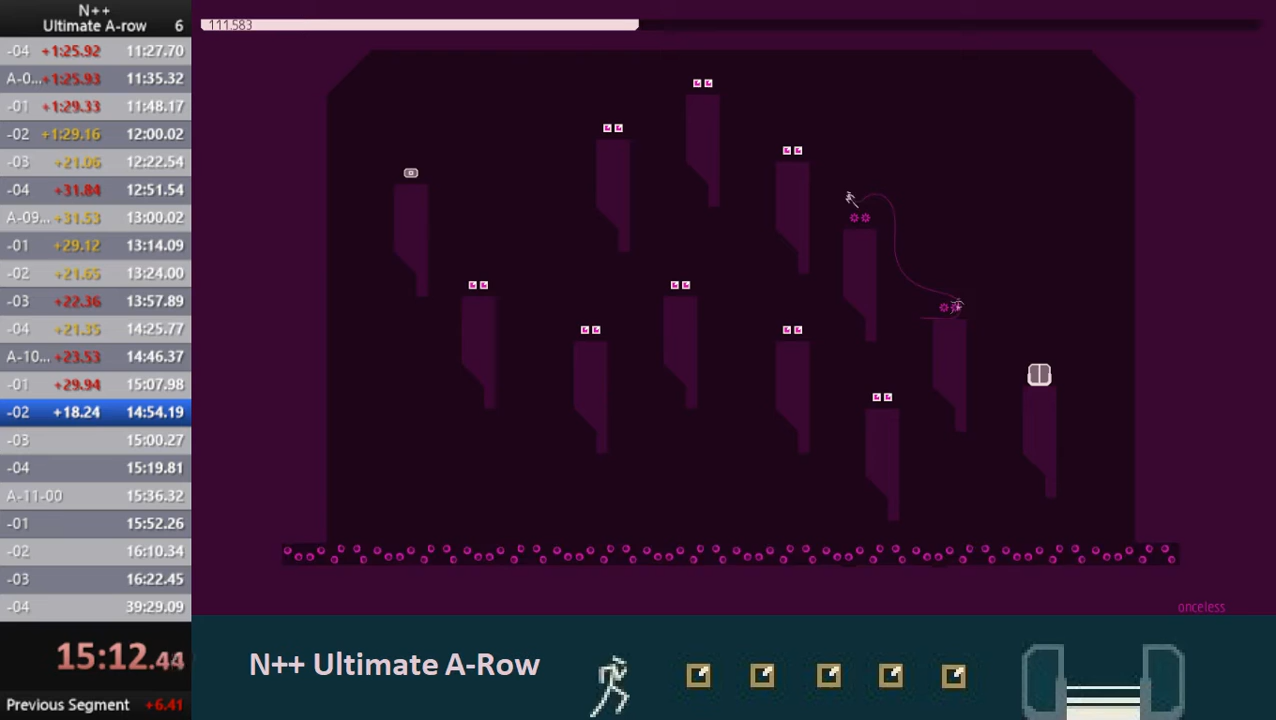 N++
Ultimate A-row 6
-04 +1:25.92 11:27.70
A-0... +1:25.93 11:35.32
-01 +1:29.33 11:48.17
-02 +1:29.16 12:00.02
-03 +21.06 12:22.54
-04 +31.84 12:51.54
A-09... +31.53 13:00.02
-01 +29.12 13:14.09
-02 +21.65 13:24.00
-03 +22.36 13:57.89
-04 +21.35 14:25.77
A-10... +23.53 14:46.37
-01 +29.94 15:07.98
-02 +18.24 14:54.19
-03 15:00.27
-04 15:19.81
A-11-00 15:36.32
-01 15:52.26
-02 16:10.34
-03 16:22.45
-04 39:29.09
15:12.44
Previous Segment +6.41
111.583
onceless
N++ Ultimate A-Row